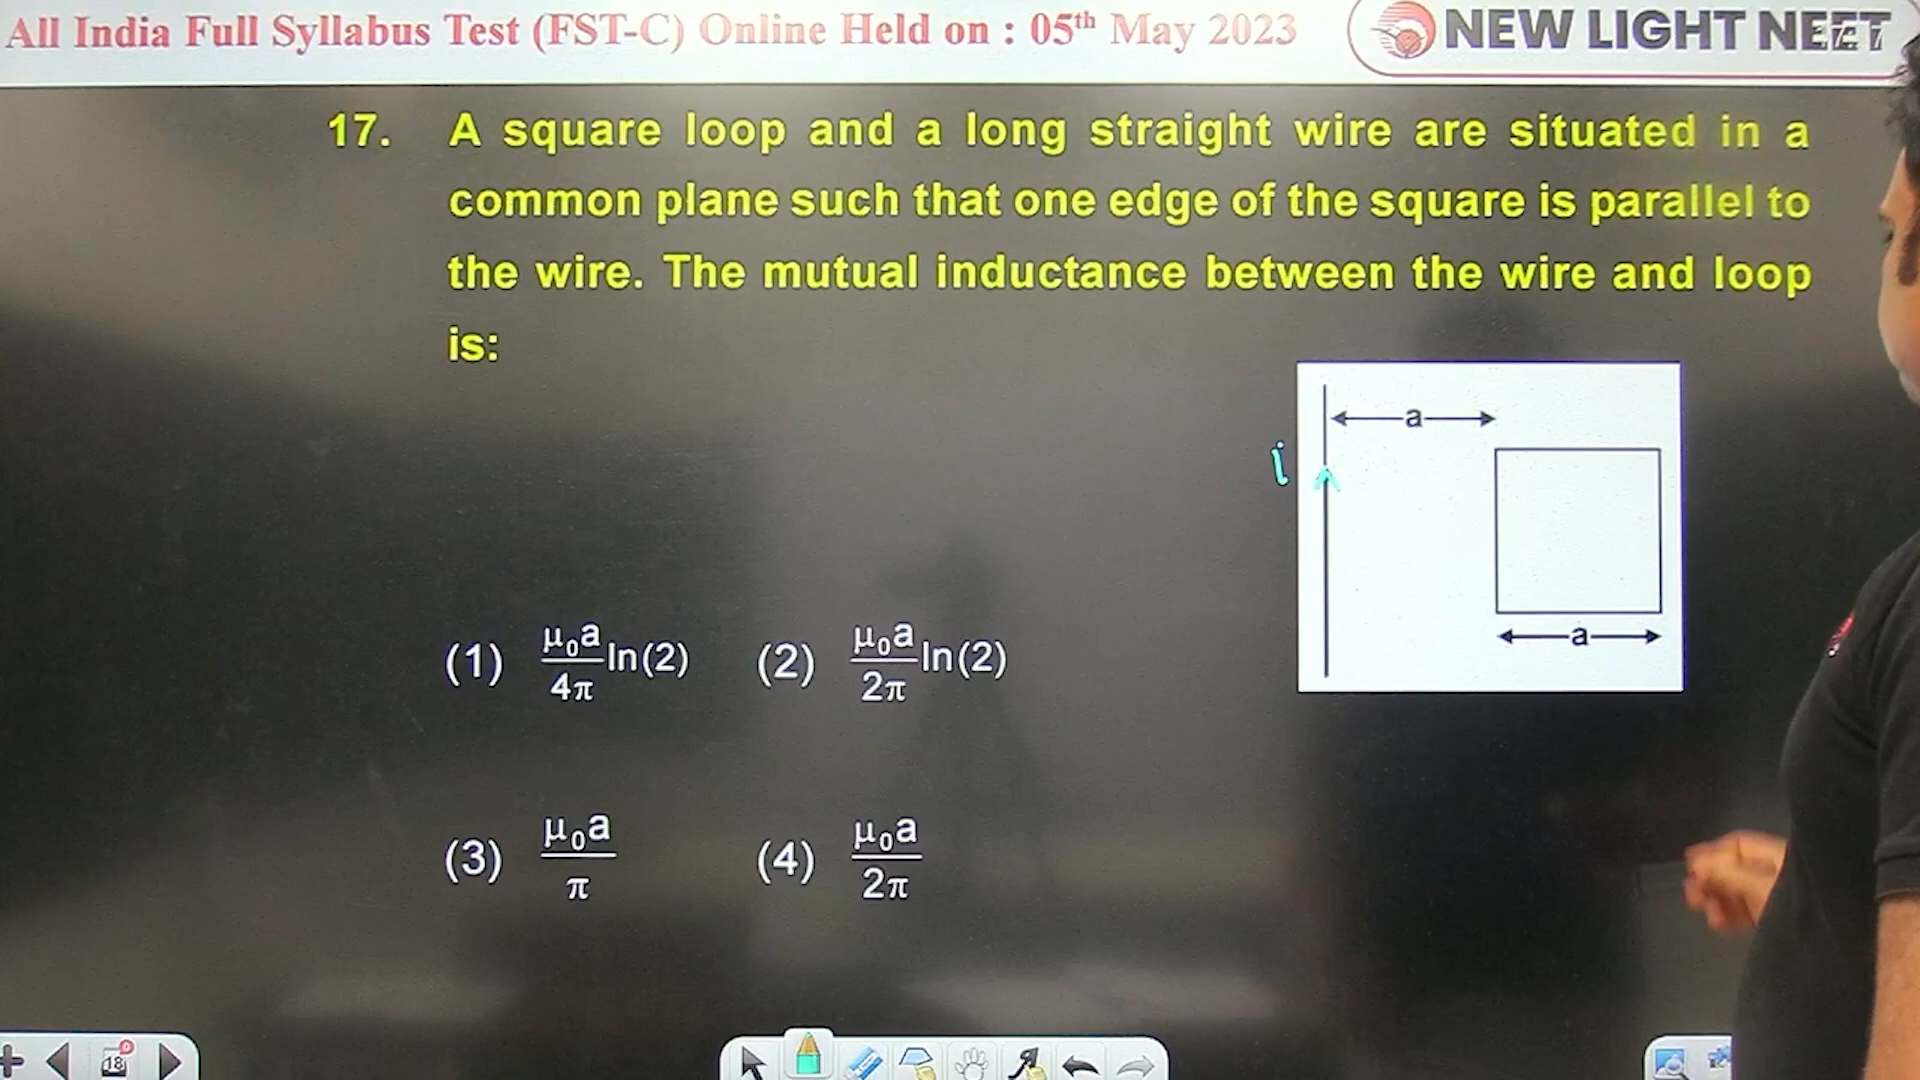 All India Full Syllabus Test (FST-C) Online Held on : 05th May 2023
NEW LIGHT NEET
17. A square loop and a long straight wire are situated in a
common plane such that one edge of the square is parallel to
the wire. The mutual inductance between the wire and loop
is:
a
i
a
(1) μ₀a/4π ln(2) (2) μ₀a/2π ln(2)
(3) μ₀a/π (4) μ₀a/2π
18
0